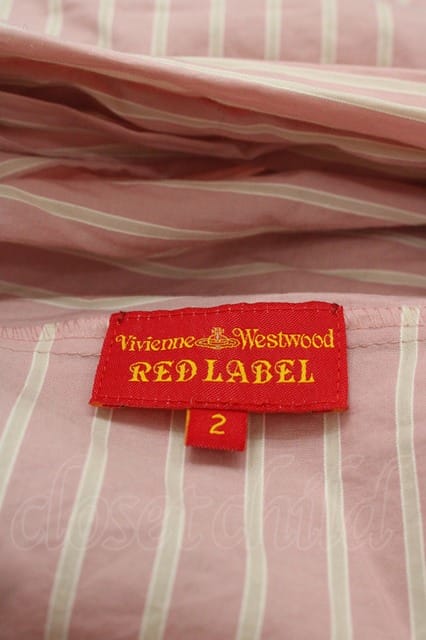 Vivienne Westwood
RED LABEL
2
closet child